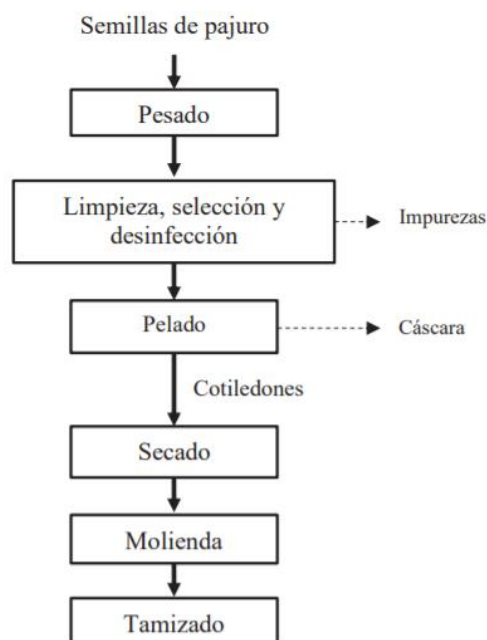 Semillas de pajuro
Pesado
Limpieza, selección y
desinfección
Impurezas
Pelado
Cáscara
Cotiledones
Secado
Molienda
Tamizado